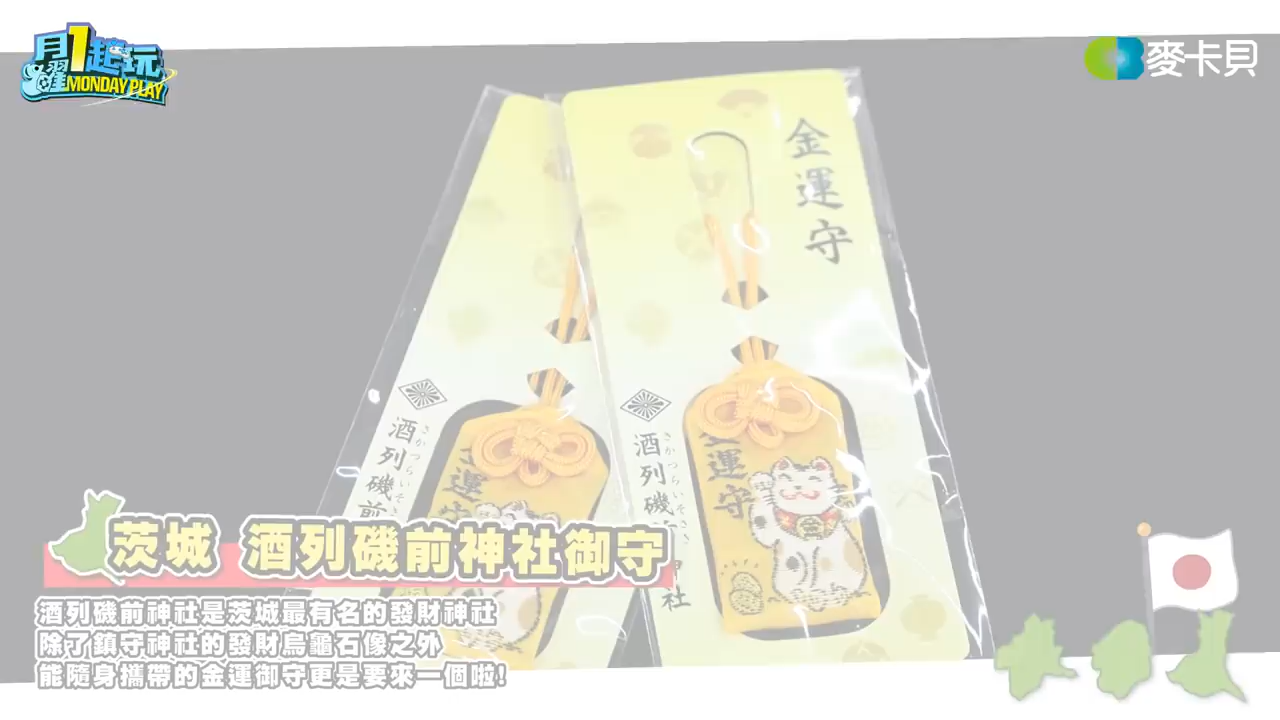 月1起玩
曜
MONDAY PLAY
麥卡貝
金運守
さかつらいそさき
酒列磯前神社
金運守
酒列磯前
茨城 酒列磯前神社御守
酒列磯前神社是茨城最有名的發財神社
除了鎮守神社的發財烏龜石像之外
能隨身攜帶的金運御守更是要來一個啦!